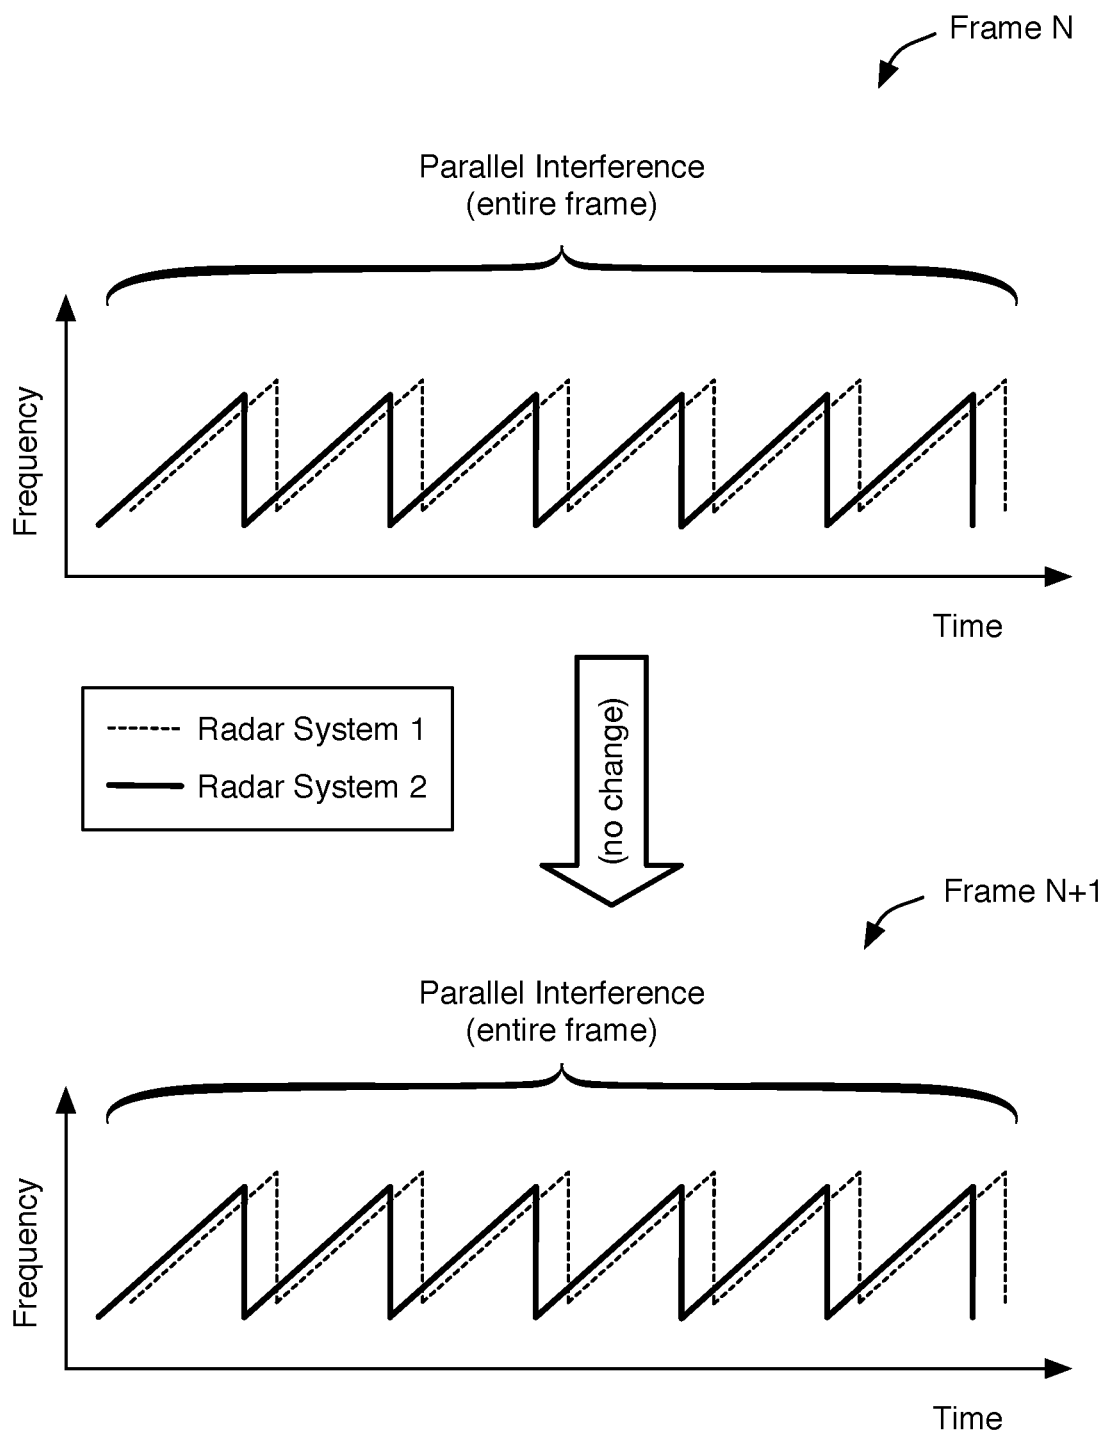 Frame N
Parallel Interference
(entire frame)
Frequency
Time
Radar System 1
Radar System 2
(no change)
Frame N+1
Parallel Interference
(entire frame)
Frequency
Time